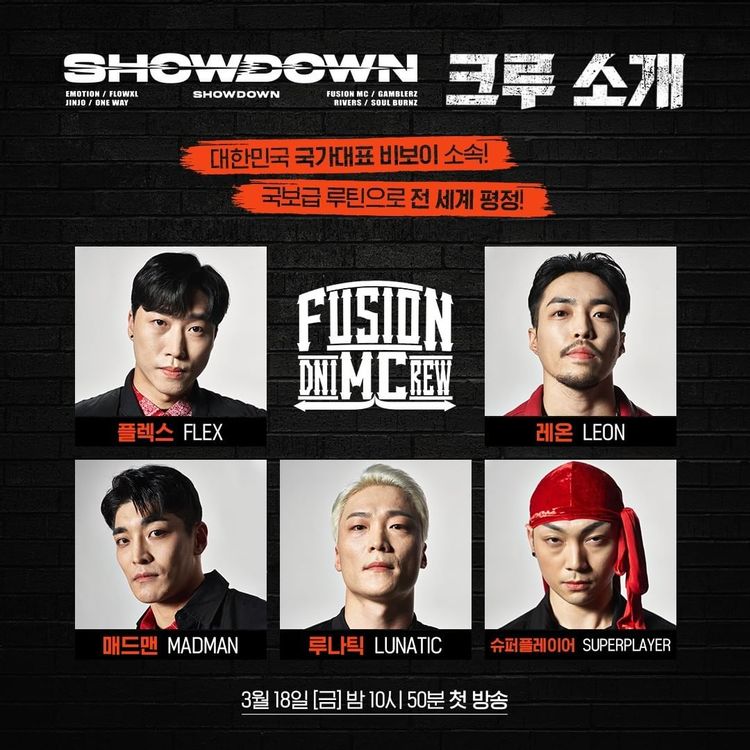 SHOWDOWN 크루 소개
EMOTION / FLOWXL
JINJO / ONE WAY
SHOWDOWN
FUSION MC / GAMBLERZ
RIVERS / SOUL BURNZ
대한민국 국가대표 비보이 소속!
국보급 루틴으로 전 세계 평정!
FUSION
DNI MC REW
플렉스 FLEX
레온 LEON
매드맨 MADMAN
루나틱 LUNATIC
슈퍼플레이어 SUPERPLAYER
3월 18일 [금] 밤 10시 50분 첫 방송